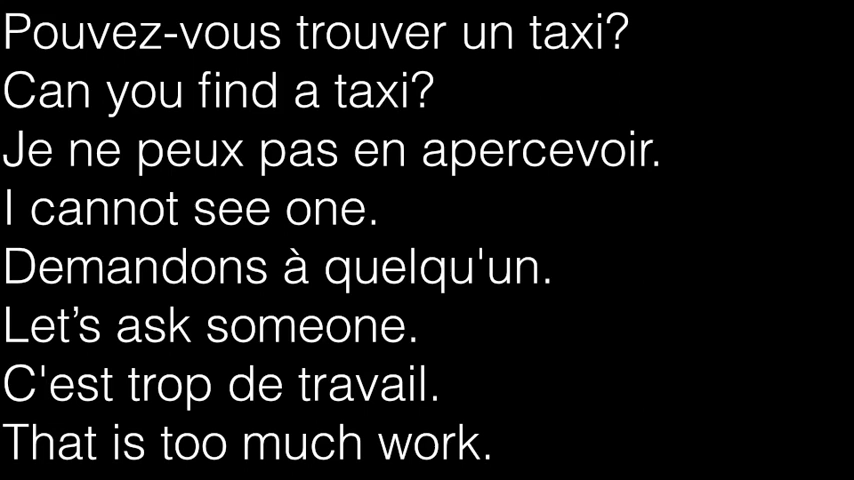 Pouvez-vous trouver un taxi?
Can you find a taxi?
Je ne peux pas en apercevoir.
I cannot see one.
Demandons à quelqu'un.
Let’s ask someone.
C'est trop de travail.
That is too much work.